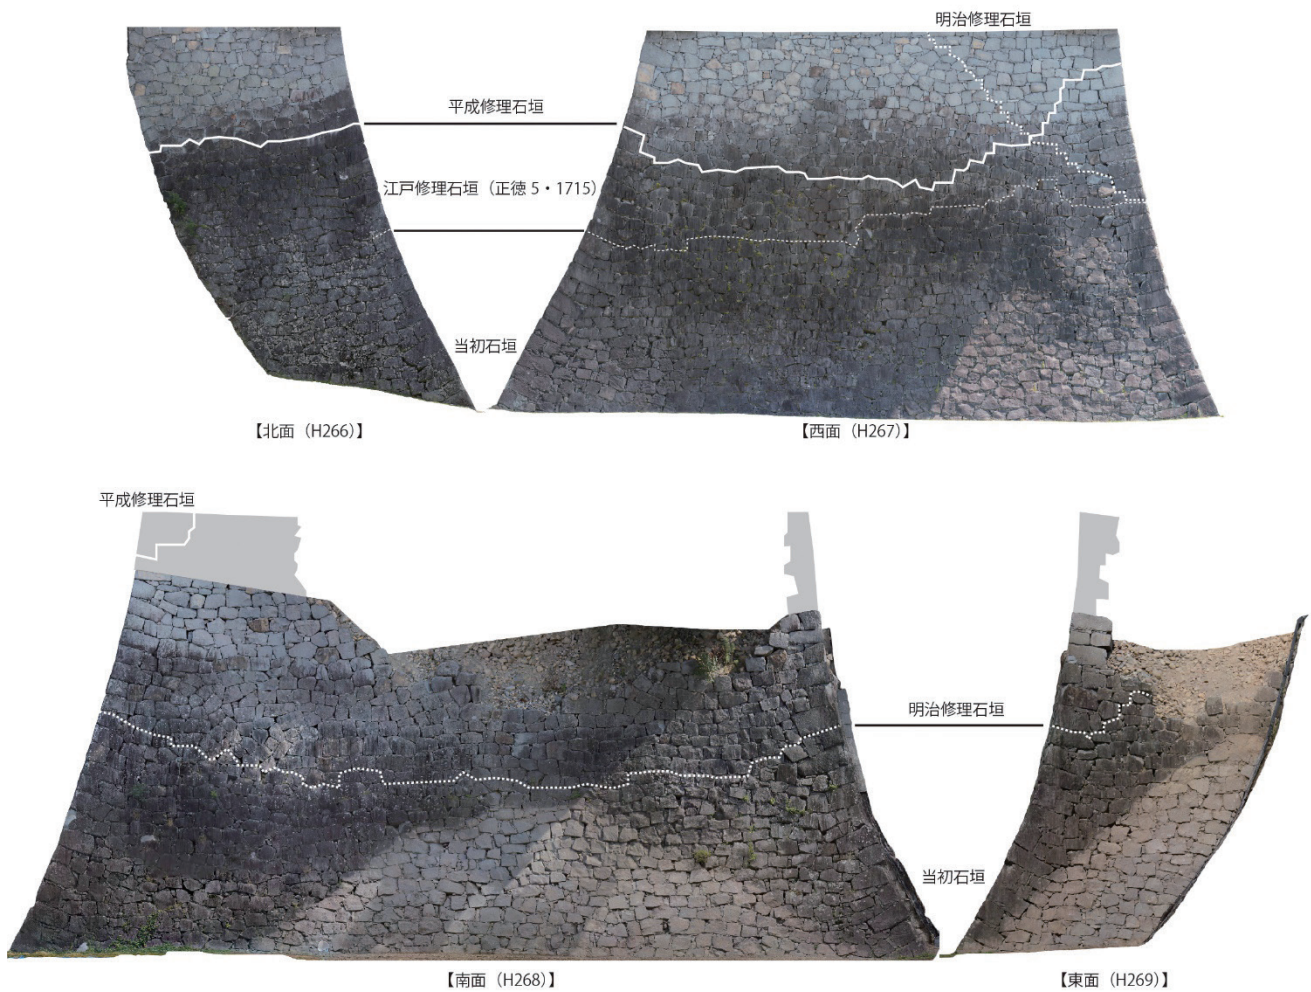 明治修理石垣
平成修理石垣
江戸修理石垣（正徳 5・1715）
当初石垣
【北面（H266）】
【西面（H267）】
平成修理石垣
明治修理石垣
当初石垣
【南面（H268）】
【東面（H269）】